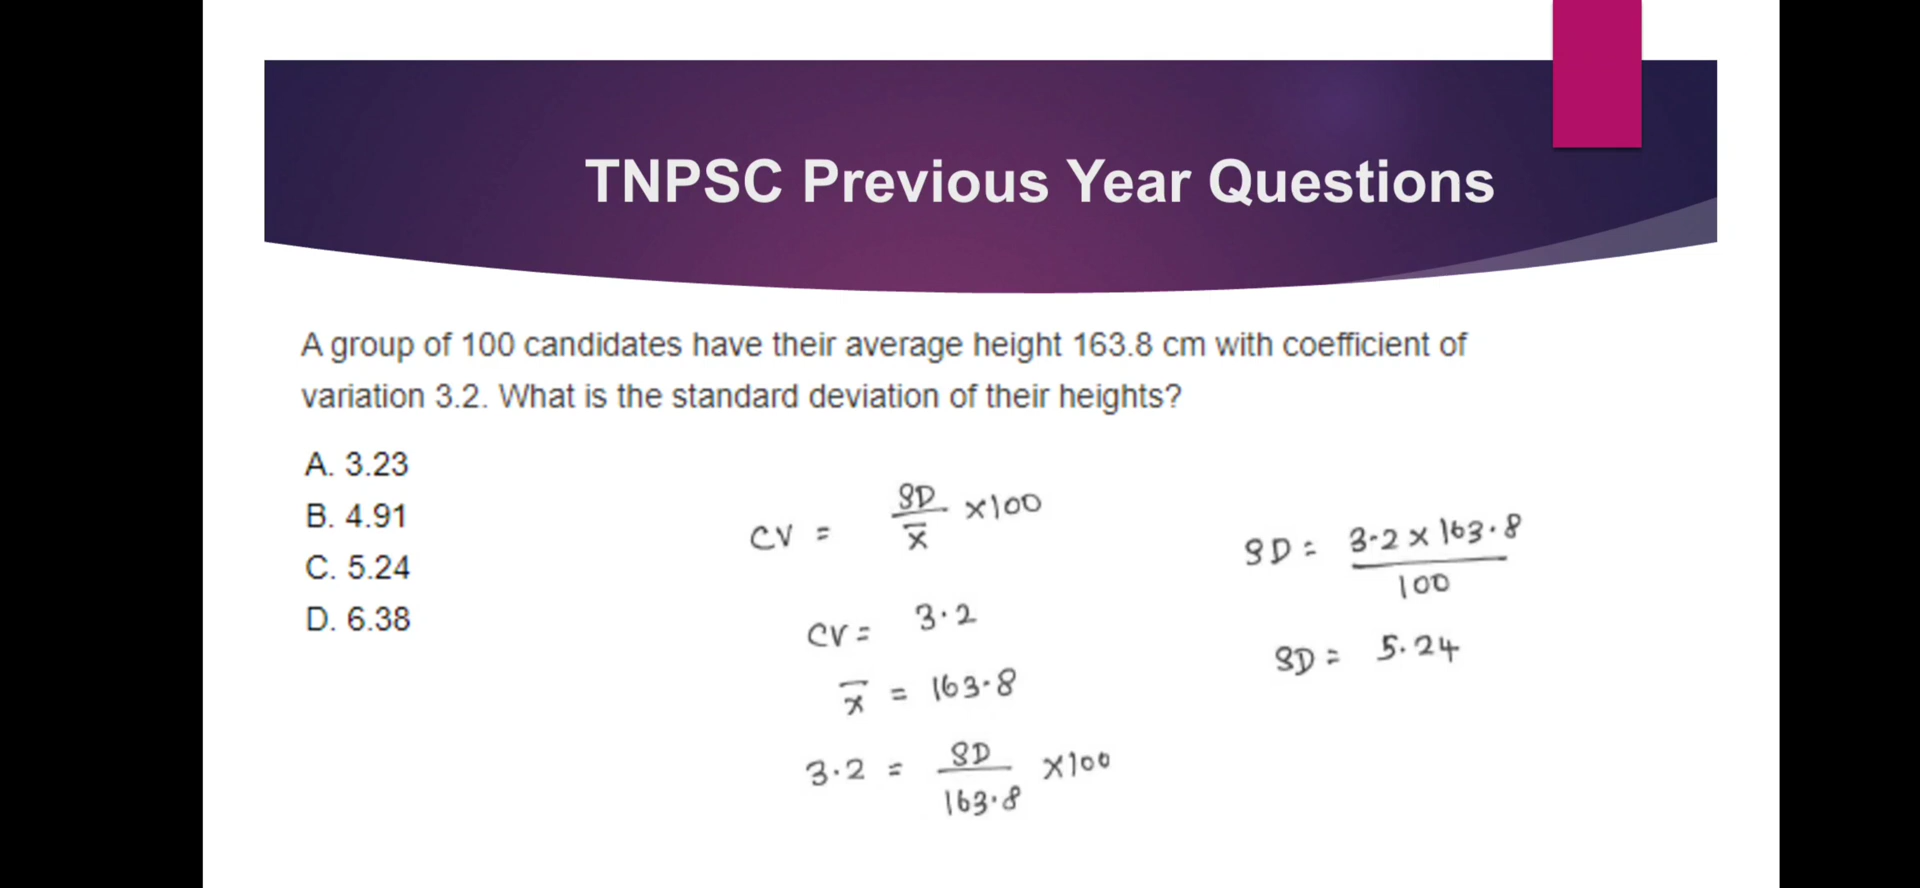 TNPSC Previous Year Questions
A group of 100 candidates have their average height 163.8 cm with coefficient of
variation 3.2. What is the standard deviation of their heights?
A. 3.23
B. 4.91
C. 5.24
D. 6.38
CV = SD/x̅ ×100
CV = 3.2
x̅ = 163.8
3.2 = SD/163.8 ×100
SD = 3.2 × 163.8/100
SD = 5.24